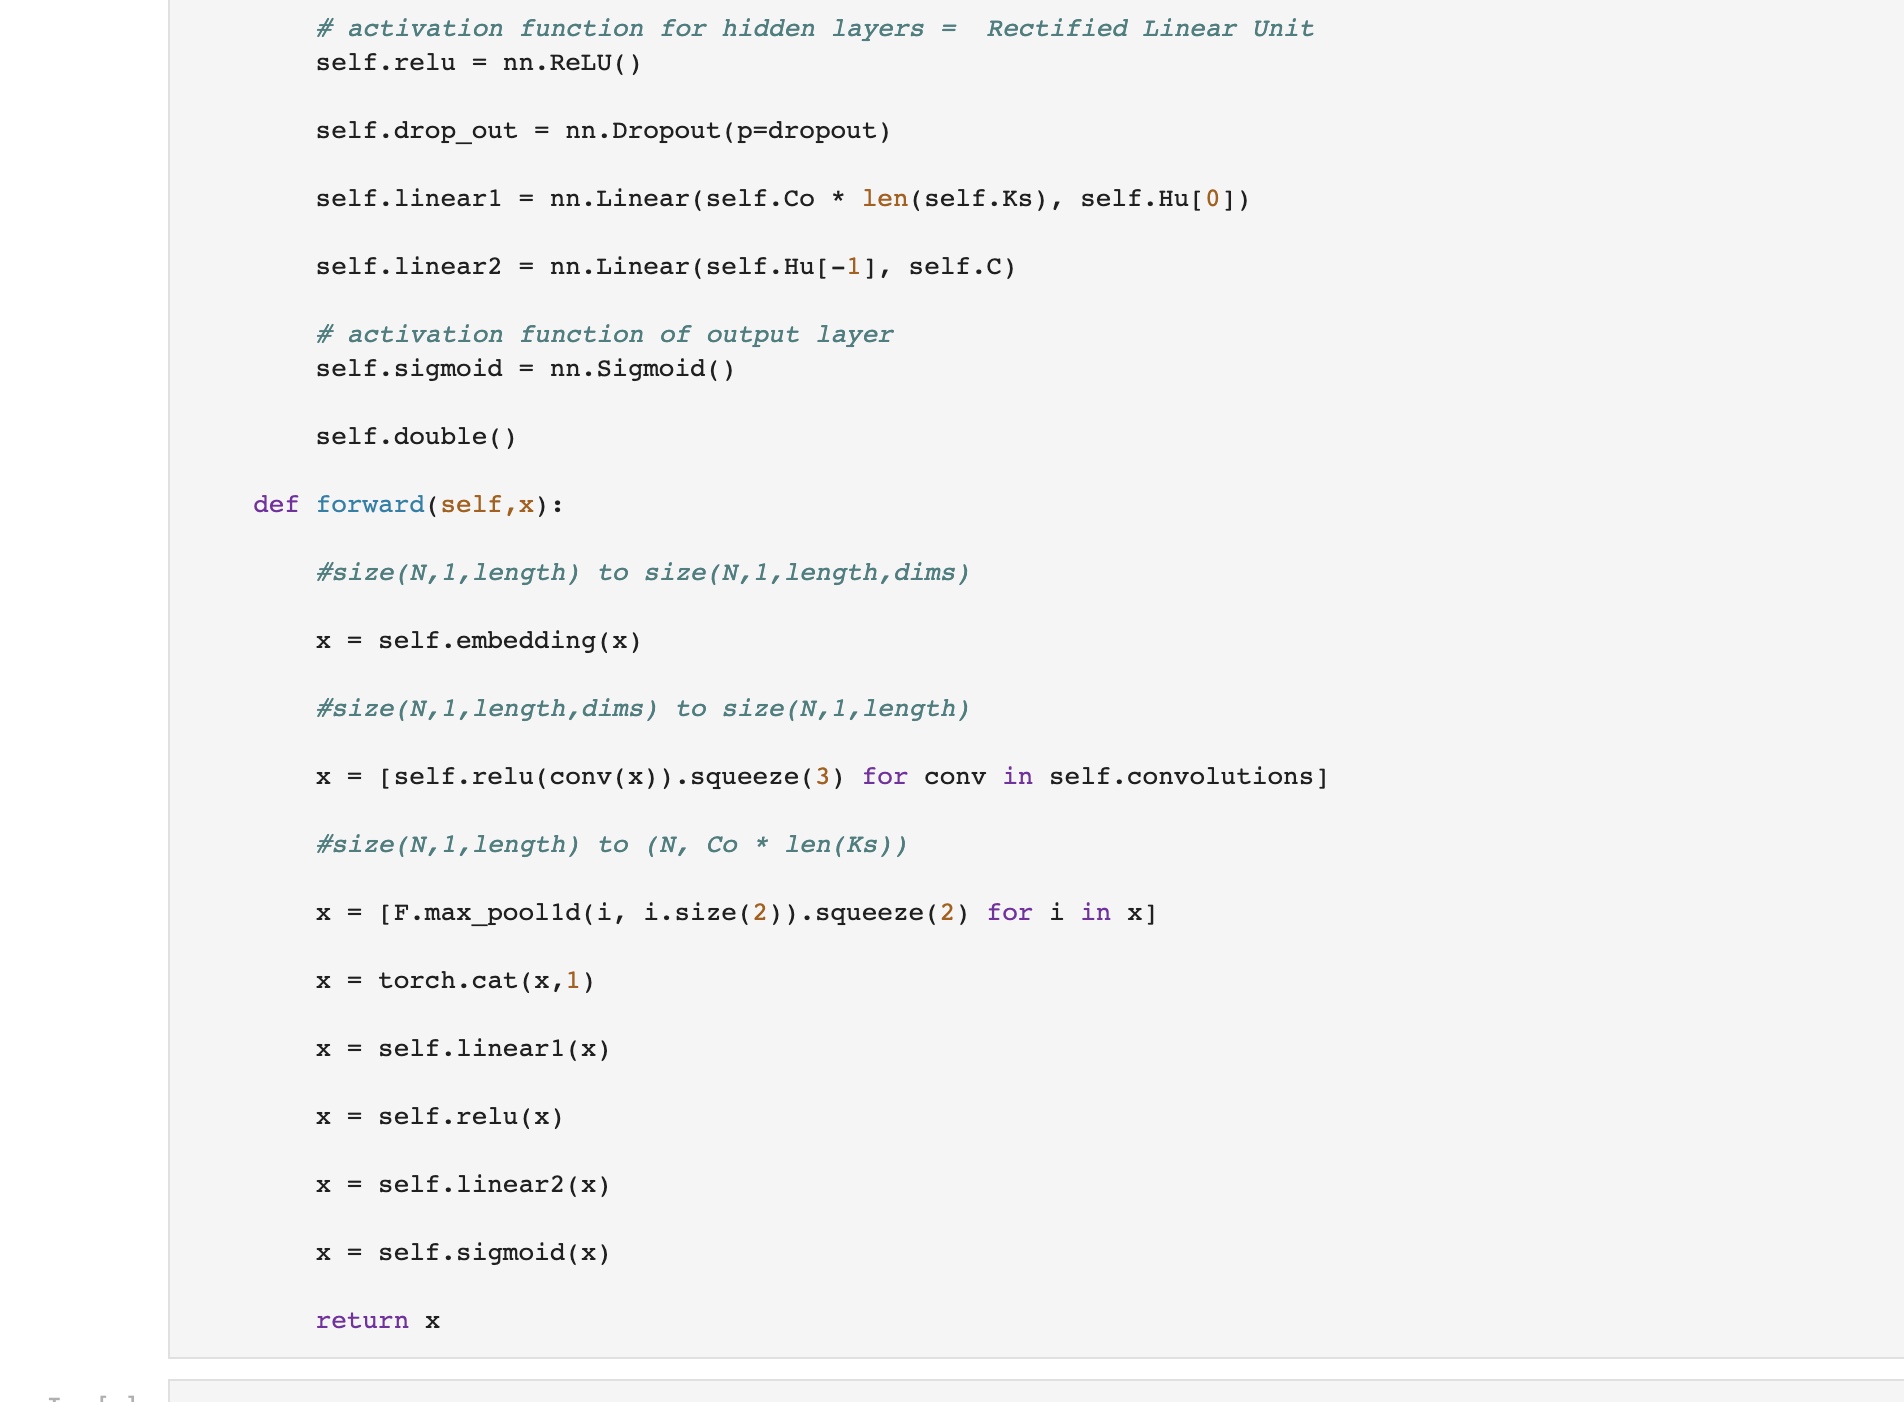 # activation function for hidden layers =  Rectified Linear Unit
self.relu = nn.ReLU()
self.drop_out = nn.Dropout(p=dropout)
self.linear1 = nn.Linear(self.Co * len(self.Ks), self.Hu[0])
self.linear2 = nn.Linear(self.Hu[-1], self.C)
# activation function of output layer
self.sigmoid = nn.Sigmoid()
self.double()
def forward(self,x):
#size(N,1,length) to size(N,1,length,dims)
x = self.embedding(x)
#size(N,1,length,dims) to size(N,1,length)
x = [self.relu(conv(x)).squeeze(3) for conv in self.convolutions]
#size(N,1,length) to (N, Co * len(Ks))
x = [F.max_pool1d(i, i.size(2)).squeeze(2) for i in x]
x = torch.cat(x,1)
x = self.linear1(x)
x = self.relu(x)
x = self.linear2(x)
x = self.sigmoid(x)
return x